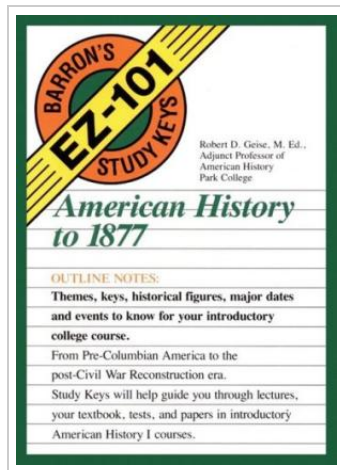 BARRON'S
EZ-101
STUDY KEYS
Robert D. Geise, M. Ed.,
Adjunct Professor of
American History
Park College
American History
to 1877
OUTLINE NOTES:
Themes, keys, historical figures, major dates
and events to know for your introductory
college course.
From Pre-Columbian America to the
post-Civil War Reconstruction era.
Study Keys will help guide you through lectures,
your textbook, tests, and papers in introductory
American History I courses.